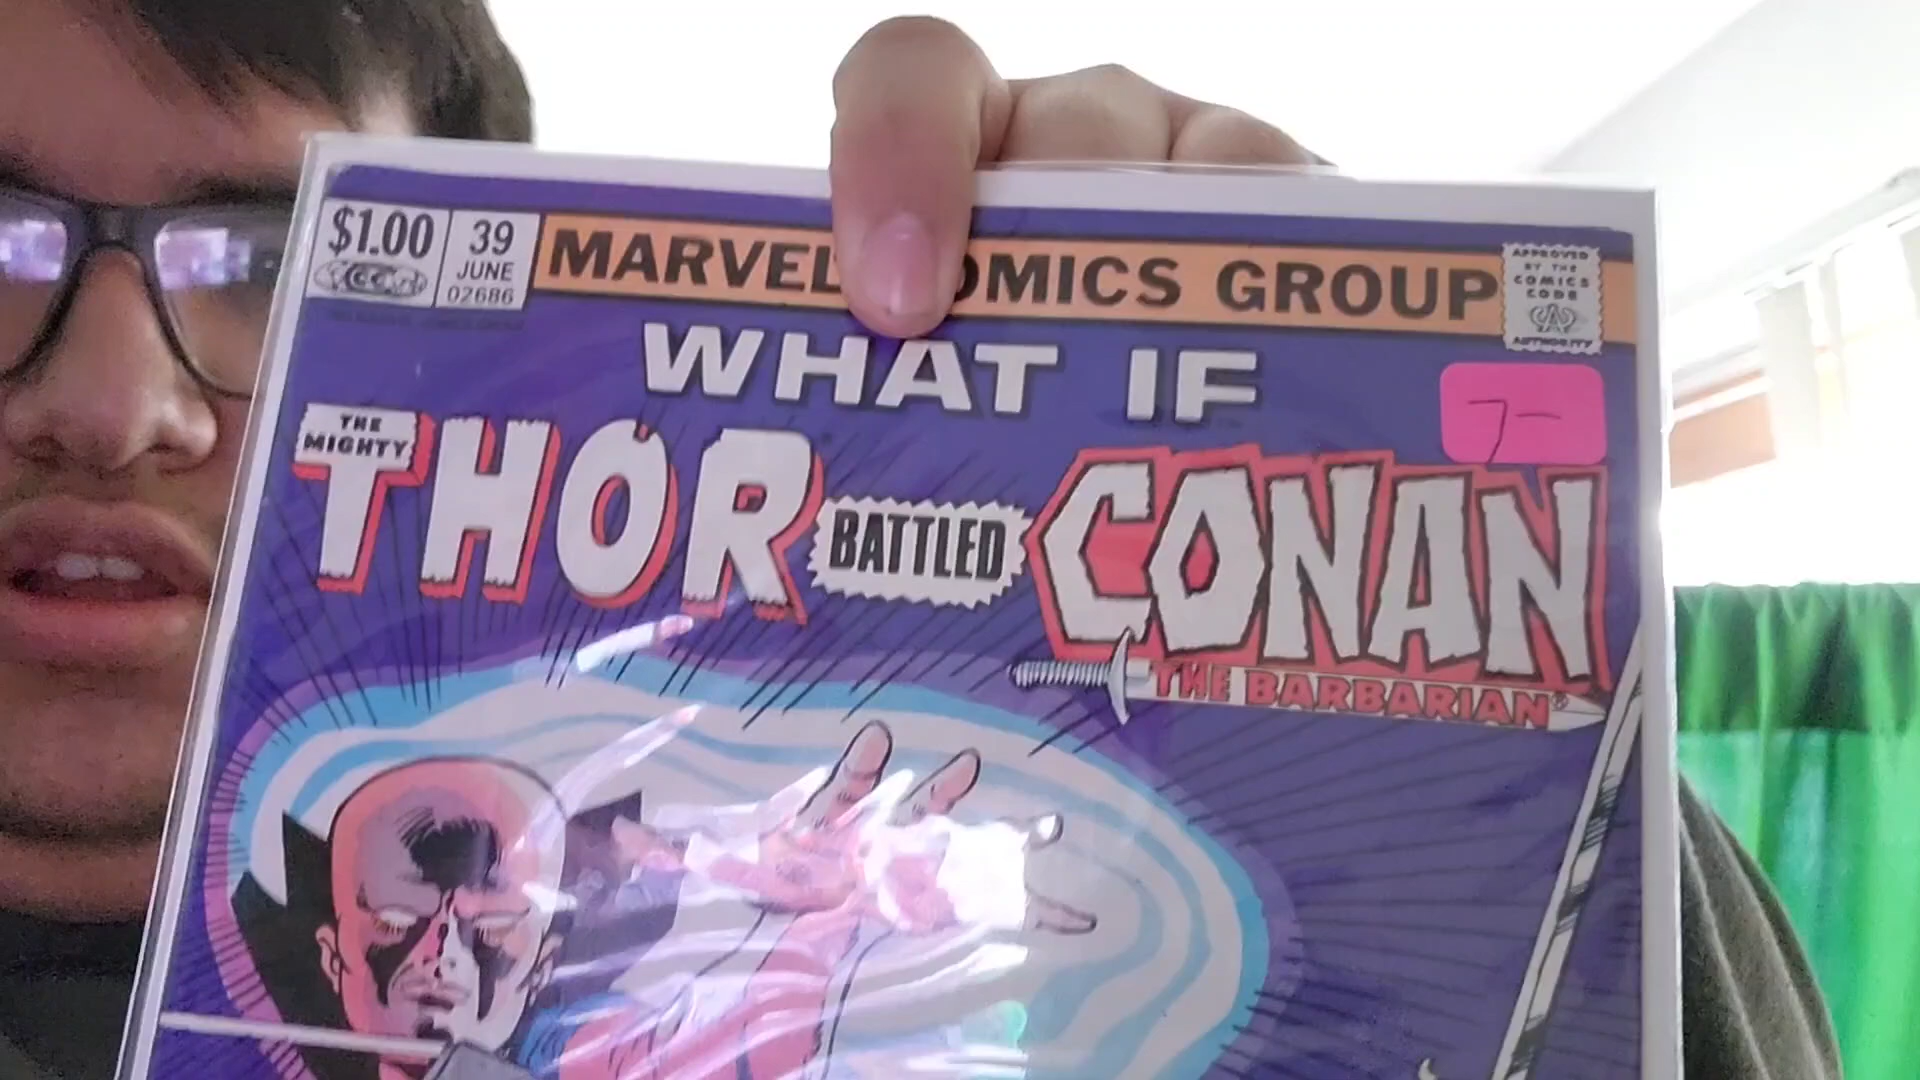 $1.00
39
JUNE
02686
MARVEL OMICS GROUP
APPROVED
BY THE
COMICS
CODE
AUTHORITY
WHAT IF
THE
MIGHTY
THOR
BATTLED
CONAN
THE BARBARIAN®
7—